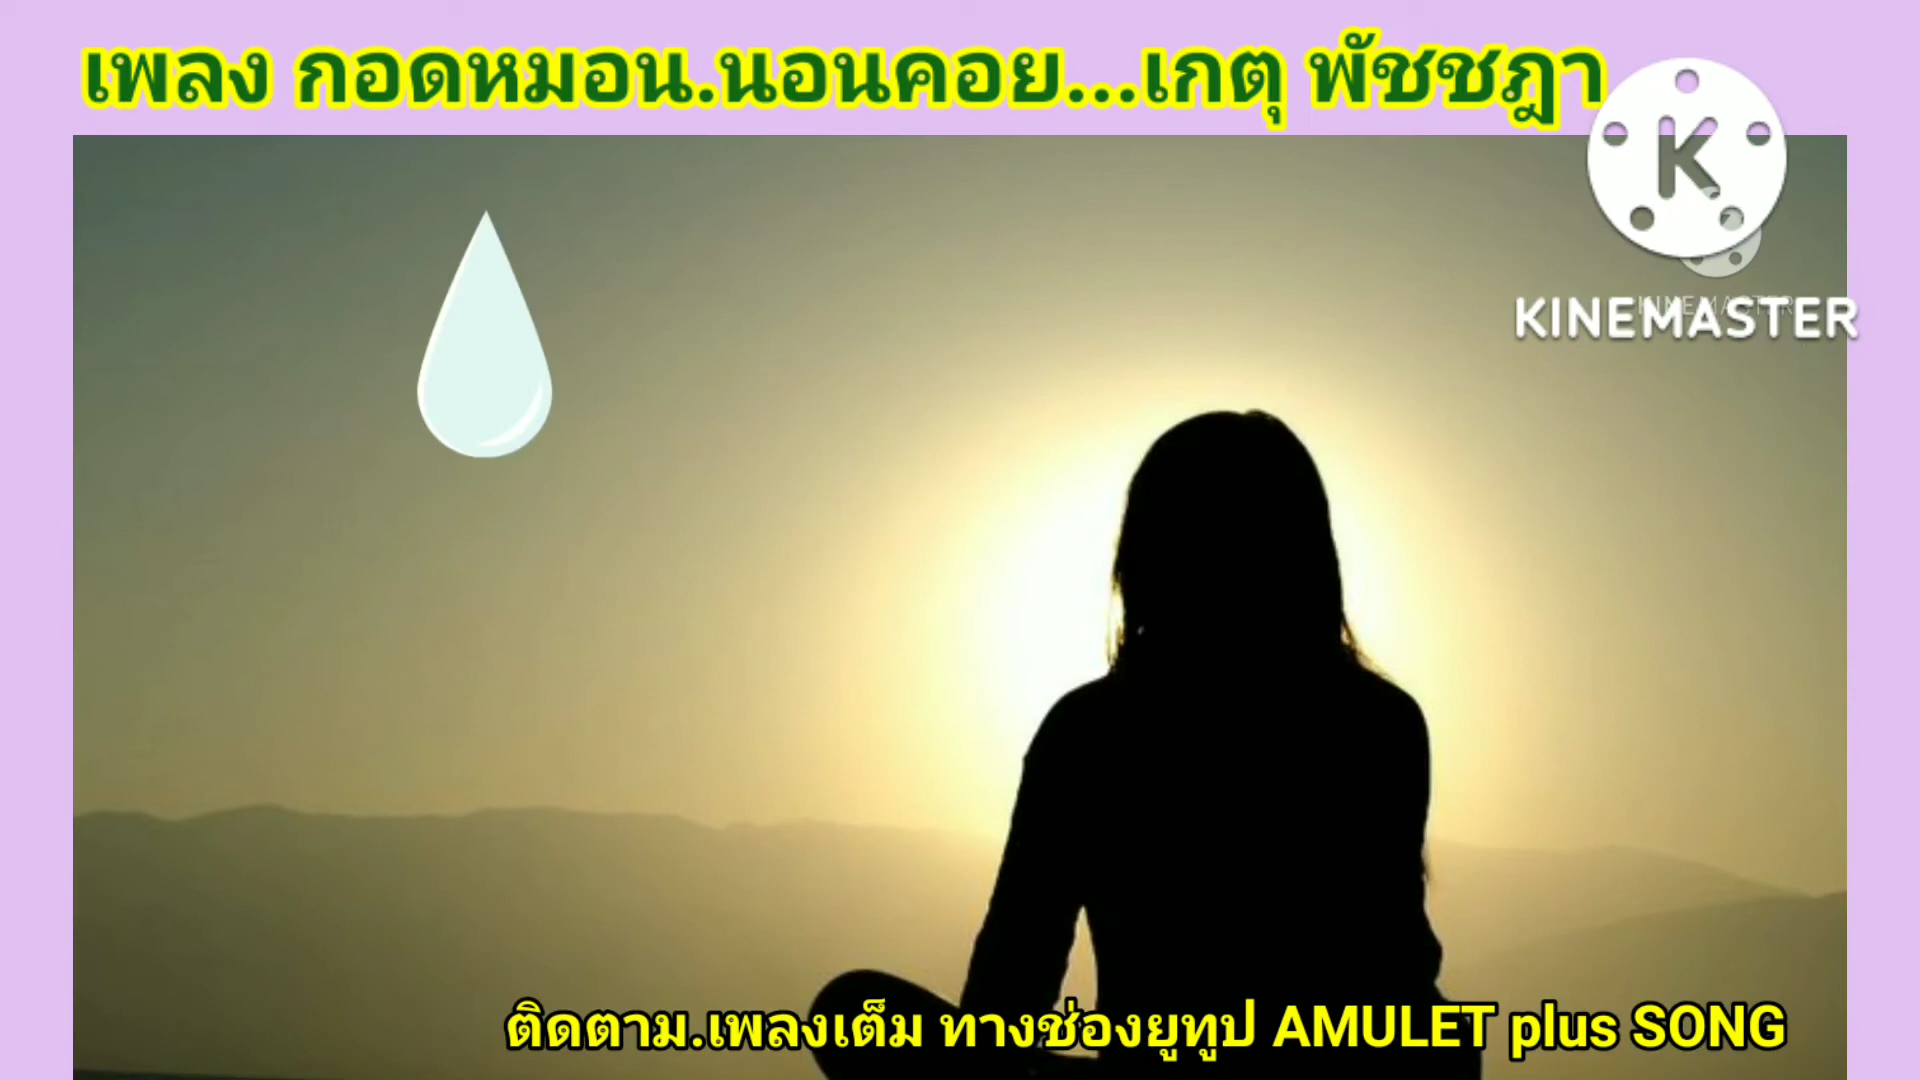 เพลง กอดหมอน.นอนคอย...เกตุ พัชชฎา
K
KINEMASTER
KINEMASTER
ติดตาม.เพลงเต็ม ทางช่องยูทูป AMULET plus SONG